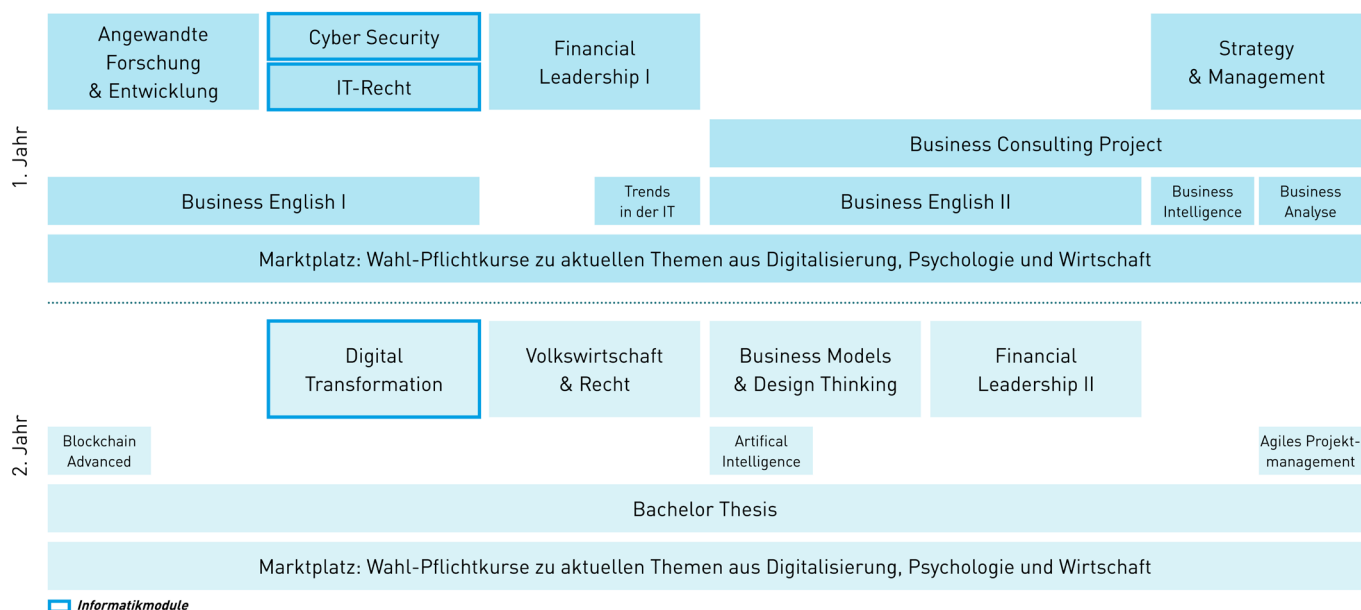 1. Jahr
Angewandte
Forschung
& Entwicklung
Cyber Security
IT-Recht
Financial
Leadership I
Strategy
& Management
Business Consulting Project
Business English I
Trends
in der IT
Business English II
Business
Intelligence
Business
Analyse
Marktplatz: Wahl-Pflichtkurse zu aktuellen Themen aus Digitalisierung, Psychologie und Wirtschaft
2. Jahr
Digital
Transformation
Volkswirtschaft
& Recht
Business Models
& Design Thinking
Financial
Leadership II
Blockchain
Advanced
Artifical
Intelligence
Agiles Projekt-
management
Bachelor Thesis
Marktplatz: Wahl-Pflichtkurse zu aktuellen Themen aus Digitalisierung, Psychologie und Wirtschaft
Informatikmodule